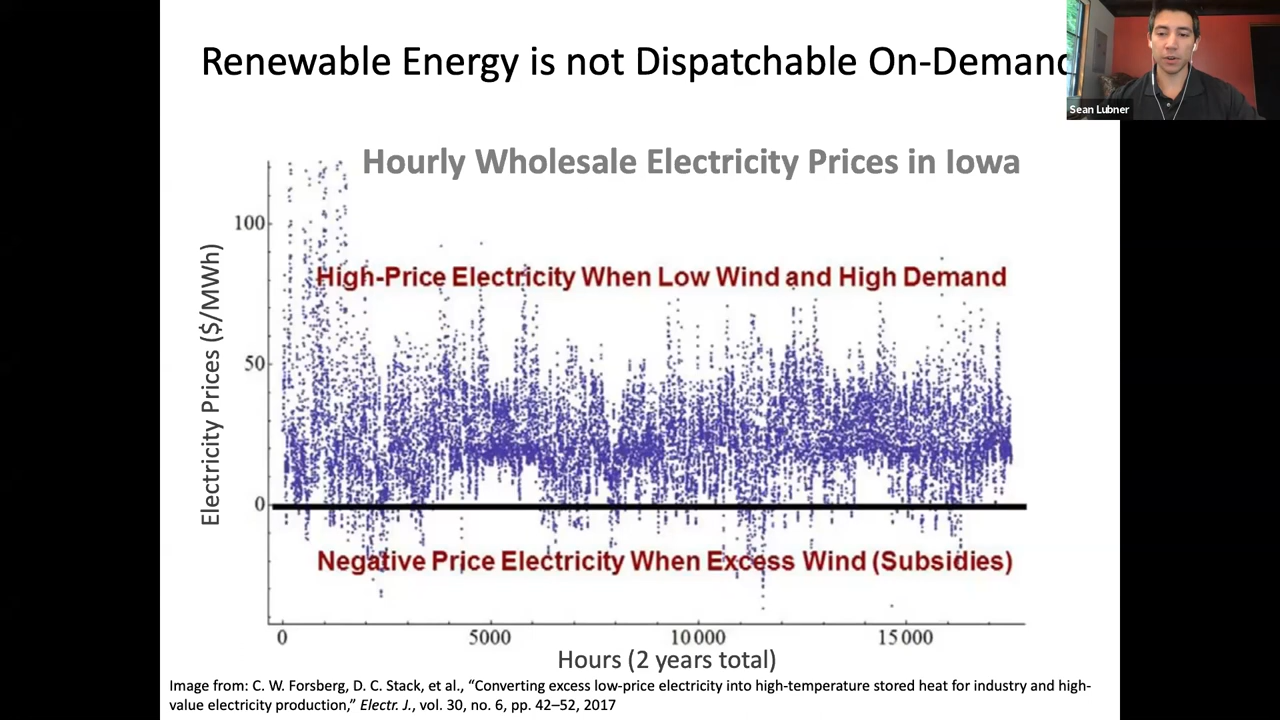 Renewable Energy is not Dispatchable On-Demand
Sean Lubner
Hourly Wholesale Electricity Prices in Iowa
Electricity Prices ($/MWh)
100
High-Price Electricity When Low Wind and High Demand
50
0
Negative Price Electricity When Excess Wind (Subsidies)
0 5000 10000 15000
Hours (2 years total)
Image from: C. W. Forsberg, D. C. Stack, et al., “Converting excess low-price electricity into high-temperature stored heat for industry and high-
value electricity production,” Electr. J., vol. 30, no. 6, pp. 42–52, 2017